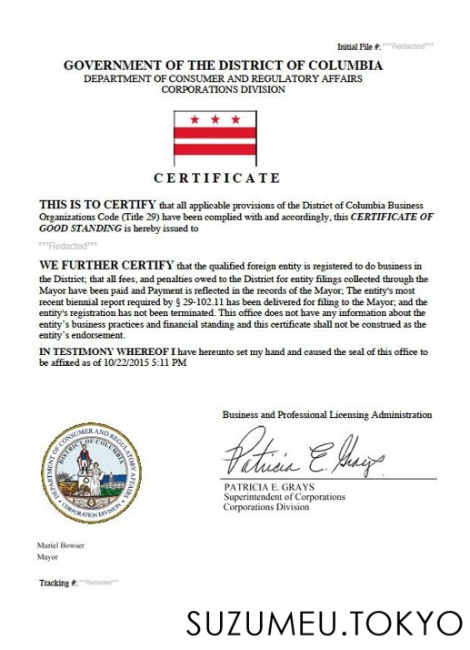 Initial File #: ***Redacted***
GOVERNMENT OF THE DISTRICT OF COLUMBIA
DEPARTMENT OF CONSUMER AND REGULATORY AFFAIRS
CORPORATIONS DIVISION
CERTIFICATE
THIS IS TO CERTIFY that all applicable provisions of the District of Columbia Business
Organizations Code (Title 29) have been complied with and accordingly, this CERTIFICATE OF
GOOD STANDING is hereby issued to
***Redacted***
WE FURTHER CERTIFY that the qualified foreign entity is registered to do business in
the District; that all fees, and penalties owed to the District for entity filings collected through the
Mayor have been paid and Payment is reflected in the records of the Mayor; The entity's most
recent biennial report required by § 29-102.11 has been delivered for filing to the Mayor; and the
entity's registration has not been terminated. This office does not have any information about the
entity's business practices and financial standing and this certificate shall not be construed as the
entity's endorsement.
IN TESTIMONY WHEREOF I have hereunto set my hand and caused the seal of this office to
be affixed as of 10/22/2015 5:11 PM
Business and Professional Licensing Administration
Patricia E. Grays
PATRICIA E. GRAYS
Superintendent of Corporations
Corporations Division
DEPARTMENT OF CONSUMER AND REGULATORY AFFAIRS
DISTRICT OF COLUMBIA
CORPORATIONS DIVISION
Muriel Bowser
Mayor
Tracking #: ***Redacted***
SUZUMEU.TOKYO